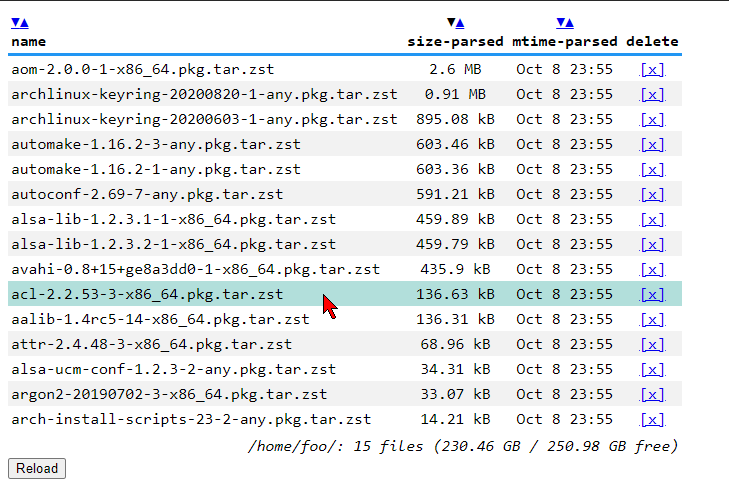 ▼▲ ▼▲ ▼▲
name size-parsed mtime-parsed delete
aom-2.0.0-1-x86_64.pkg.tar.zst 2.6 MB Oct 8 23:55 [x]
archlinux-keyring-20200820-1-any.pkg.tar.zst 0.91 MB Oct 8 23:55 [x]
archlinux-keyring-20200603-1-any.pkg.tar.zst 895.08 kB Oct 8 23:55 [x]
automake-1.16.2-3-any.pkg.tar.zst 603.46 kB Oct 8 23:55 [x]
automake-1.16.2-1-any.pkg.tar.zst 603.36 kB Oct 8 23:55 [x]
autoconf-2.69-7-any.pkg.tar.zst 591.21 kB Oct 8 23:55 [x]
alsa-lib-1.2.3.1-1-x86_64.pkg.tar.zst 459.89 kB Oct 8 23:55 [x]
alsa-lib-1.2.3.2-1-x86_64.pkg.tar.zst 459.79 kB Oct 8 23:55 [x]
avahi-0.8+15+ge8a3dd0-1-x86_64.pkg.tar.zst 435.9 kB Oct 8 23:55 [x]
acl-2.2.53-3-x86_64.pkg.tar.zst 136.63 kB Oct 8 23:55 [x]
aalib-1.4rc5-14-x86_64.pkg.tar.zst 136.31 kB Oct 8 23:55 [x]
attr-2.4.48-3-x86_64.pkg.tar.zst 68.96 kB Oct 8 23:55 [x]
alsa-ucm-conf-1.2.3-2-any.pkg.tar.zst 34.31 kB Oct 8 23:55 [x]
argon2-20190702-3-x86_64.pkg.tar.zst 33.07 kB Oct 8 23:55 [x]
arch-install-scripts-23-2-any.pkg.tar.zst 14.21 kB Oct 8 23:55 [x]
/home/foo/: 15 files (230.46 GB / 250.98 GB free)
Reload